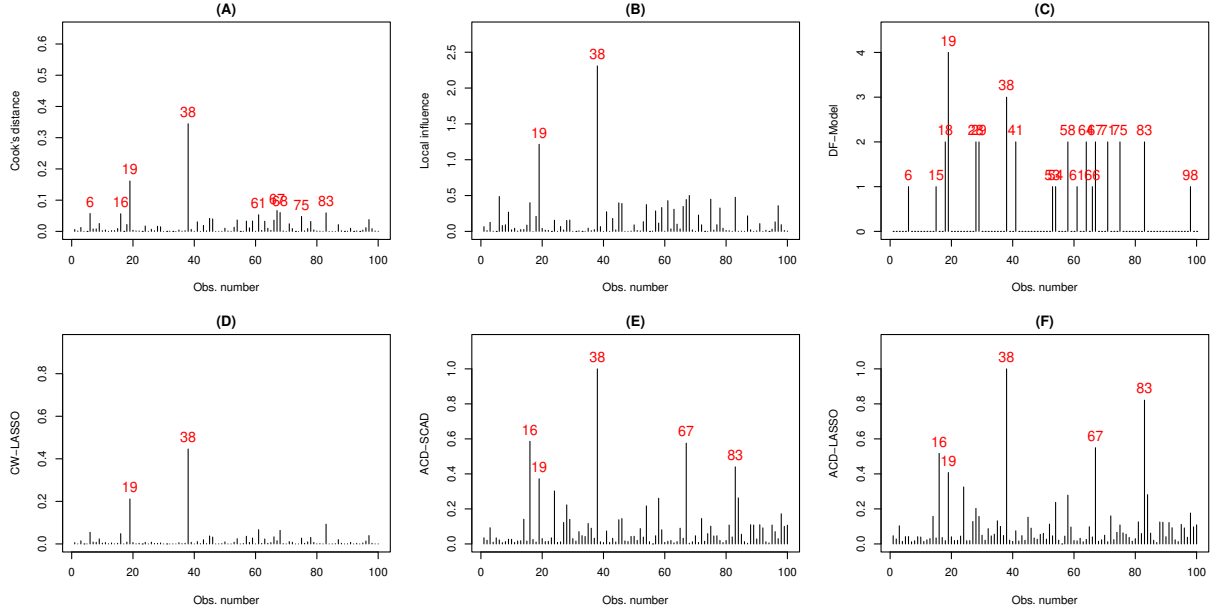 (A)
Cook's distance
0.0 0.1 0.2 0.3 0.4 0.5 0.6
6 16 19 38 61 67 68 75 83
0 20 40 60 80 100
Obs. number
(B)
Local influence
0.0 0.5 1.0 1.5 2.0 2.5
19 38
0 20 40 60 80 100
Obs. number
(C)
DF-Model
0 1 2 3 4
6 15 18 19 28 29 38 41 53 54 58 61 64 66 67 71 75 83 98
0 20 40 60 80 100
Obs. number
(D)
CW-LASSO
0.0 0.2 0.4 0.6 0.8
19 38
0 20 40 60 80 100
Obs. number
(E)
ACD-SCAD
0.0 0.2 0.4 0.6 0.8 1.0
16 19 38 67 83
0 20 40 60 80 100
Obs. number
(F)
ACD-LASSO
0.0 0.2 0.4 0.6 0.8 1.0
16 19 38 67 83
0 20 40 60 80 100
Obs. number